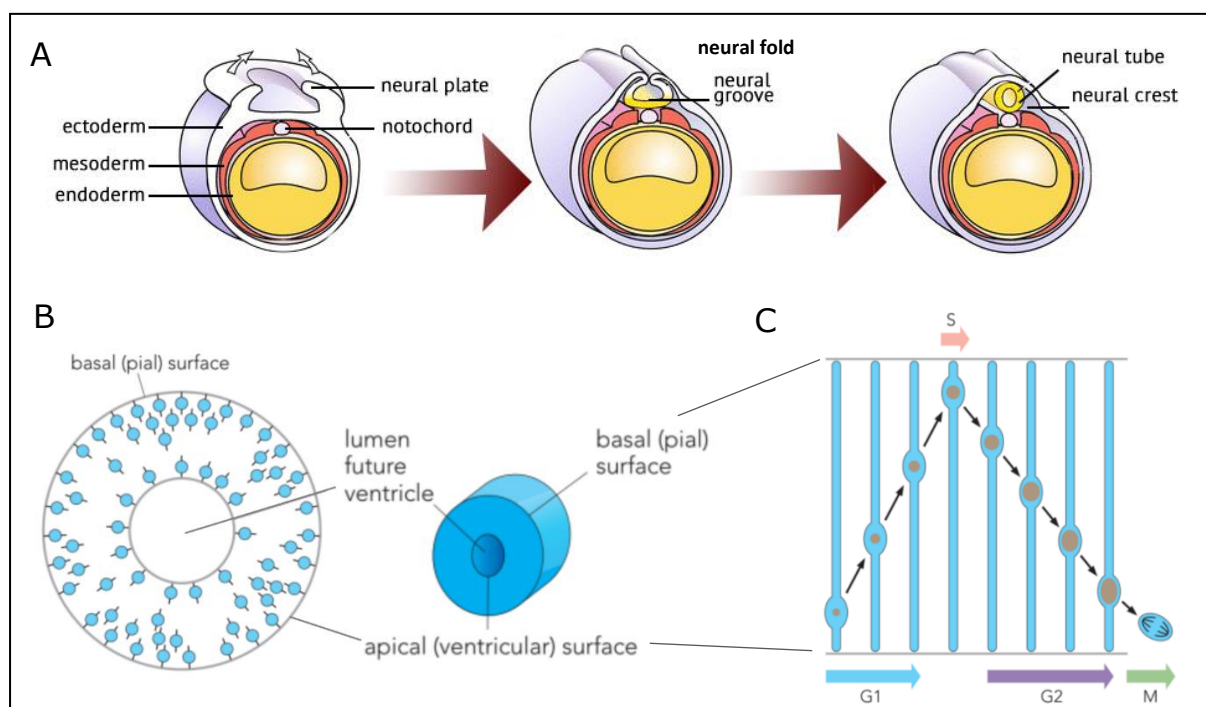 A
neural plate
ectoderm
notochord
mesoderm
endoderm
neural fold
neural
groove
neural tube
neural crest
B
basal (pial) surface
lumen
future
ventricle
basal (pial)
surface
apical (ventricular) surface
C
S
G1
G2
M